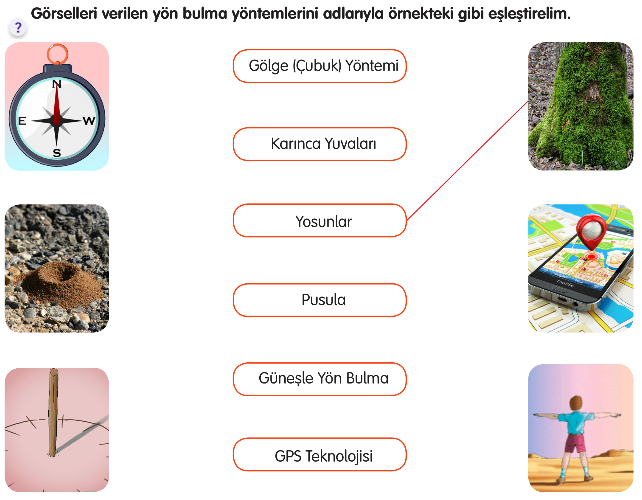 Görselleri verilen yön bulma yöntemlerini adlarıyla örnekteki gibi eşleştirelim.
?
N
E W
S
Gölge (Çubuk) Yöntemi
Karınca Yuvaları
Yosunlar
Pusula
Güneşle Yön Bulma
GPS Teknolojisi